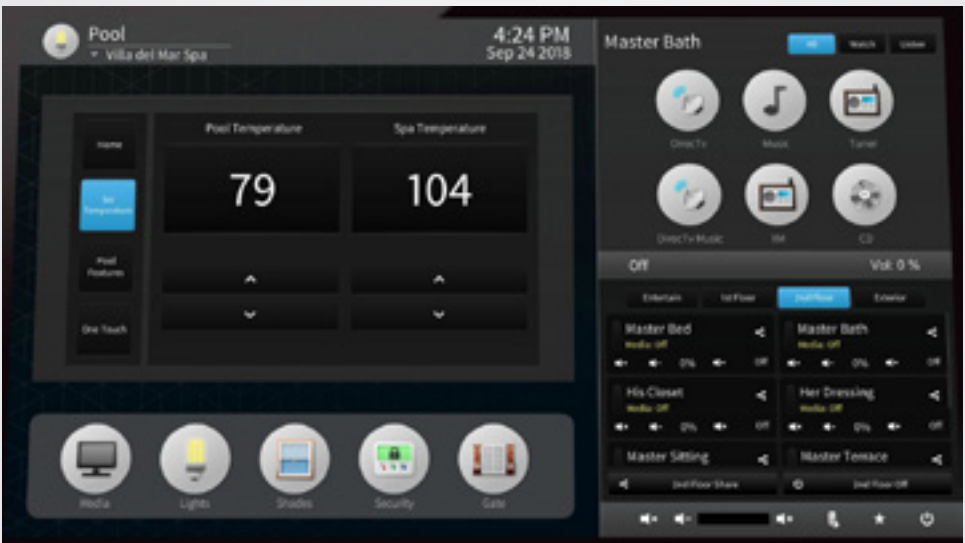 Pool
Villa del Mar Spa
4:24 PM
Sep 24 2018
Home
Set Temperature
Pool Features
One Touch
Pool Temperature
Spa Temperature
79
104
Media
Lights
Shades
Security
Gate
Master Bath
All
Watch
Listen
DirecTv
Music
Tuner
DirecTv Music
XM
CD
Off
Vol: 0 %
Entertain
1st Floor
2nd Floor
Exterior
Master Bed
Media: Off
0%
Off
Master Bath
Media: Off
0%
Off
His Closet
Media: Off
0%
Off
Her Dressing
Media: Off
0%
Off
Master Sitting
Master Terrace
2nd Floor Share
2nd Floor Off